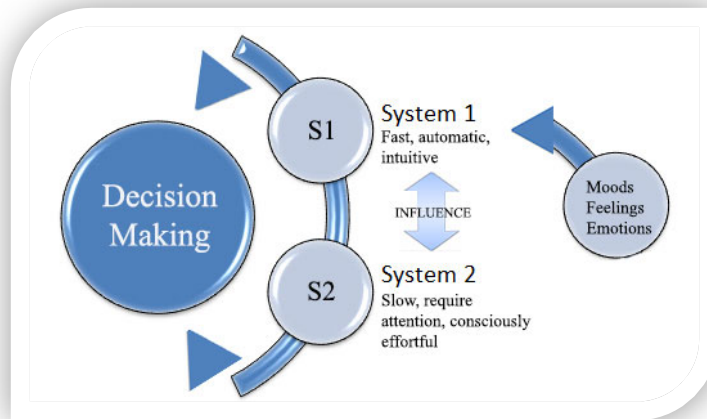 Decision
Making
S1
System 1
Fast, automatic,
intuitive
INFLUENCE
S2
System 2
Slow, require
attention, consciously
effortful
Moods
Feelings
Emotions